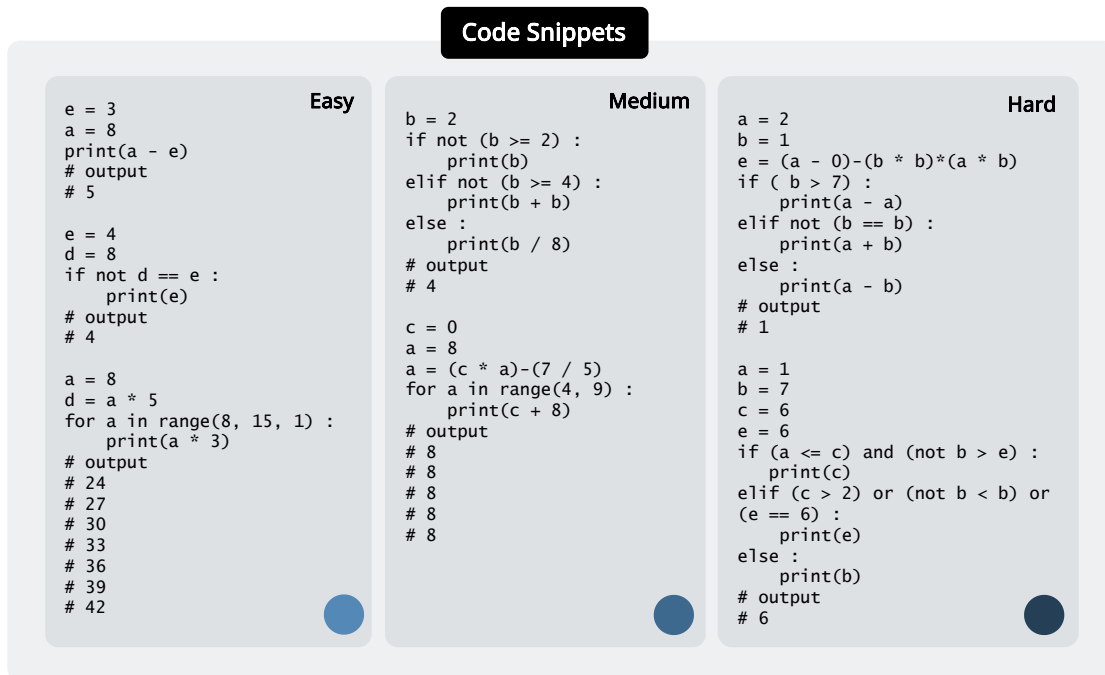 Code Snippets
Easy
e = 3
a = 8
print(a - e)
# output
# 5

e = 4
d = 8
if not d == e :
    print(e)
# output
# 4

a = 8
d = a * 5
for a in range(8, 15, 1) :
    print(a * 3)
# output
# 24
# 27
# 30
# 33
# 36
# 39
# 42

Medium
b = 2
if not (b >= 2) :
    print(b)
elif not (b >= 4) :
    print(b + b)
else :
    print(b / 8)
# output
# 4

c = 0
a = 8
a = (c * a)-(7 / 5)
for a in range(4, 9) :
    print(c + 8)
# output
# 8
# 8
# 8
# 8
# 8

Hard
a = 2
b = 1
e = (a - 0)-(b * b)*(a * b)
if ( b > 7) :
    print(a - a)
elif not (b == b) :
    print(a + b)
else :
    print(a - b)
# output
# 1

a = 1
b = 7
c = 6
e = 6
if (a <= c) and (not b > e) :
   print(c)
elif (c > 2) or (not b < b) or
(e == 6) :
    print(e)
else :
    print(b)
# output
# 6